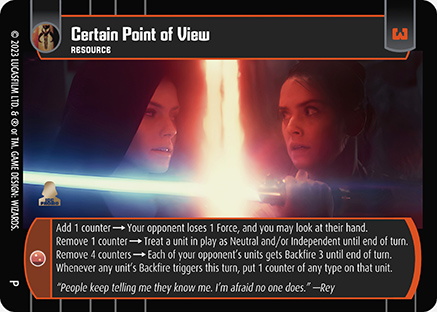 Certain Point of View
RESOURCE
3
© 2023 LUCASFILM LTD. & ® or TM. GAME DESIGN: WIZARDS.
P
Add 1 counter → Your opponent loses 1 Force, and you may look at their hand.
Remove 1 counter → Treat a unit in play as Neutral and/or Independent until end of turn.
Remove 4 counters → Each of your opponent's units gets Backfire 3 until end of turn.
Whenever any unit's Backfire triggers this turn, put 1 counter of any type on that unit.
“People keep telling me they know me. I'm afraid no one does.” —Rey